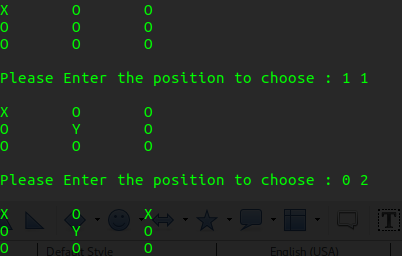 X O O
O O O
O O O
Please Enter the position to choose : 1 1
X O O
O Y O
O O O
Please Enter the position to choose : 0 2
X O X
O Y O
O O O
Default Style English (USA)